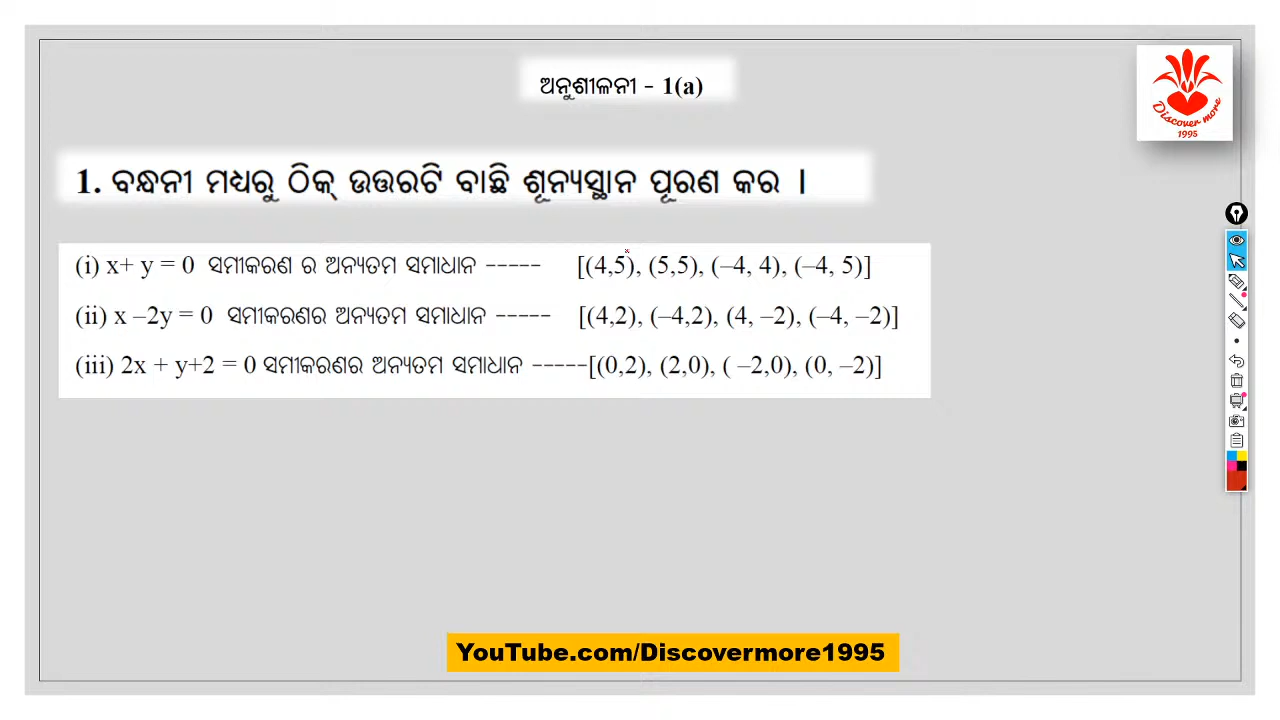 ଅନୁଶୀଳନୀ - 1(a)
Discover more
1995
1. ବନ୍ଧନୀ ମଧ୍ୟରୁ ଠିକ୍ ଉତ୍ତରଟି ବାଛି ଶୂନ୍ୟସ୍ଥାନ ପୂରଣ କର ।
(i) x+ y = 0 ସମୀକରଣ ର ଅନ୍ୟତମ ସମାଧାନ ----- [(4,5), (5,5), (–4, 4), (–4, 5)]
(ii) x –2y = 0 ସମୀକରଣର ଅନ୍ୟତମ ସମାଧାନ ----- [(4,2), (–4,2), (4, –2), (–4, –2)]
(iii) 2x + y+2 = 0 ସମୀକରଣର ଅନ୍ୟତମ ସମାଧାନ -----[(0,2), (2,0), ( –2,0), (0, –2)]
YouTube.com/Discovermore1995